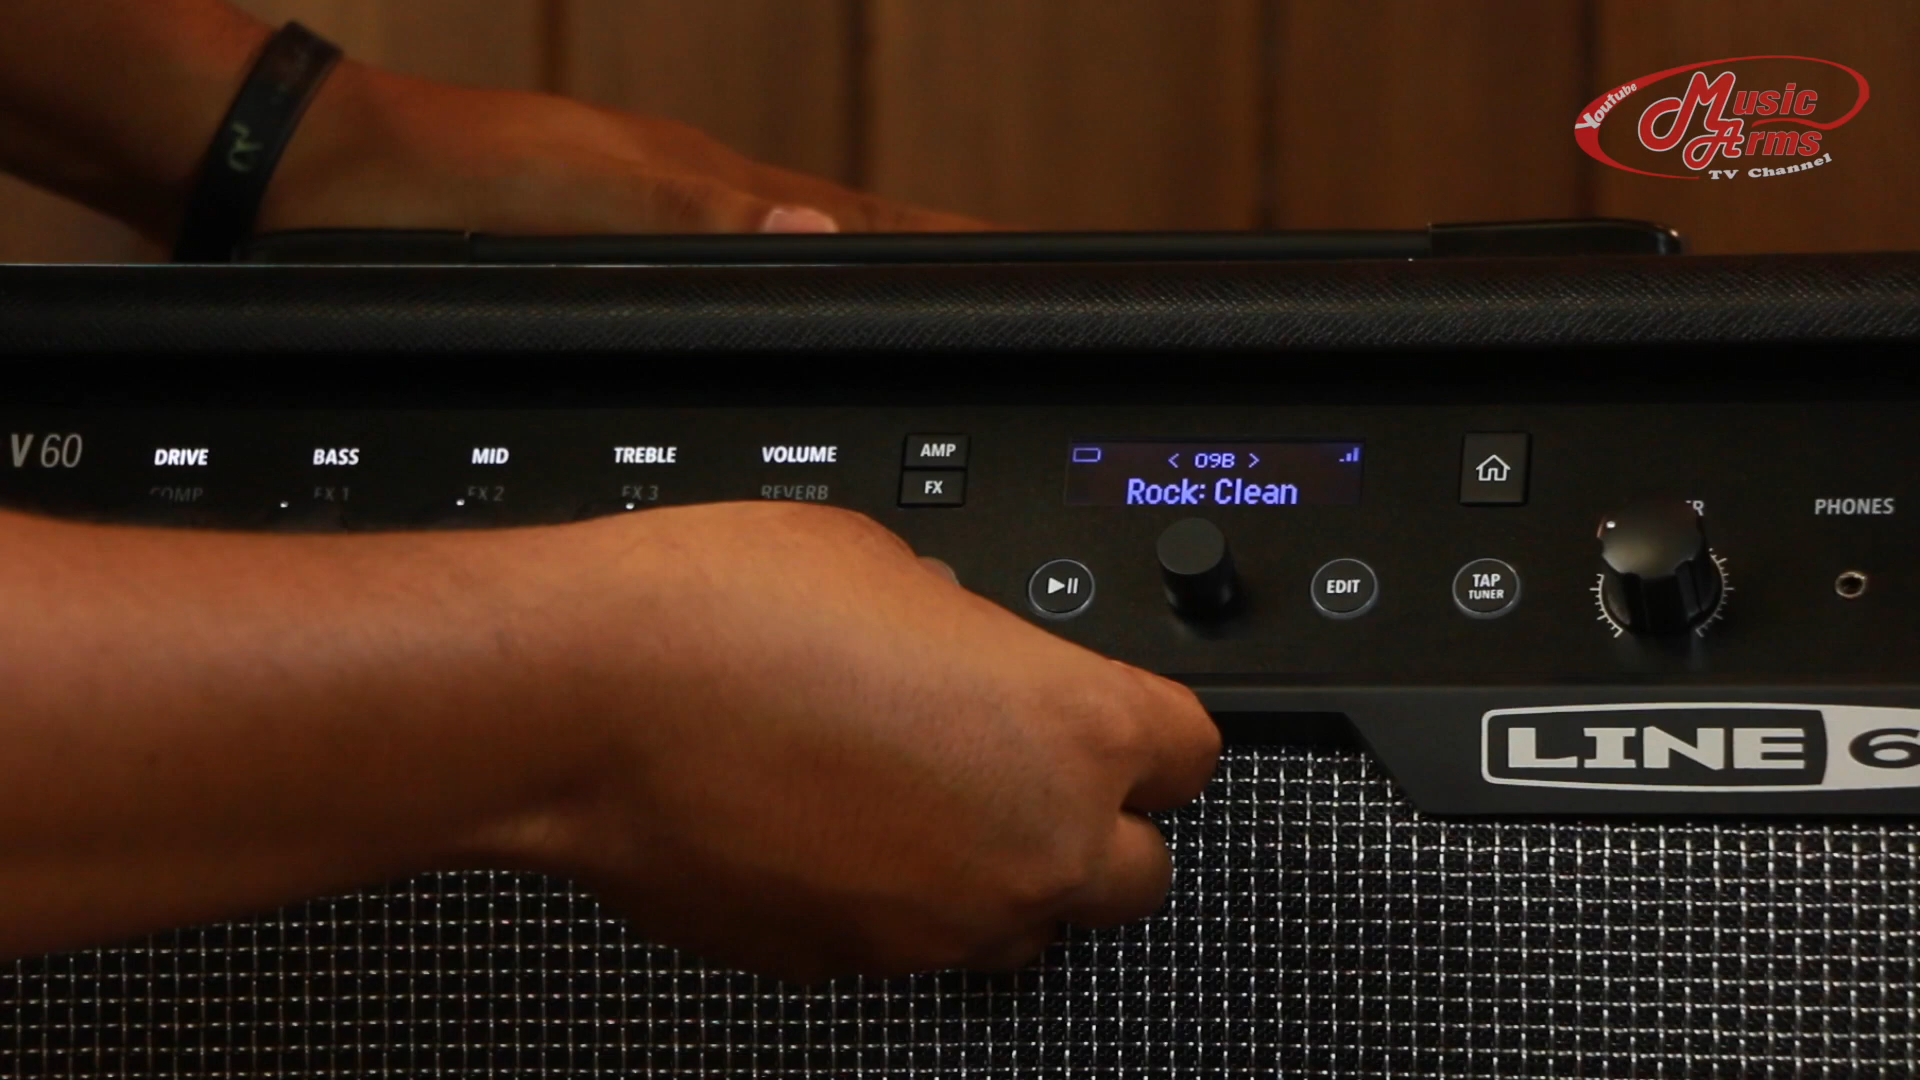 Youtube
Music
Arms
TV Channel
V 60
DRIVE
BASS
MID
TREBLE
VOLUME
COMP
FX 1
FX 2
FX 3
REVERB
AMP
FX
< 09B >
Rock: Clean
PHONES
EDIT
TAP
TUNER
LINE 6